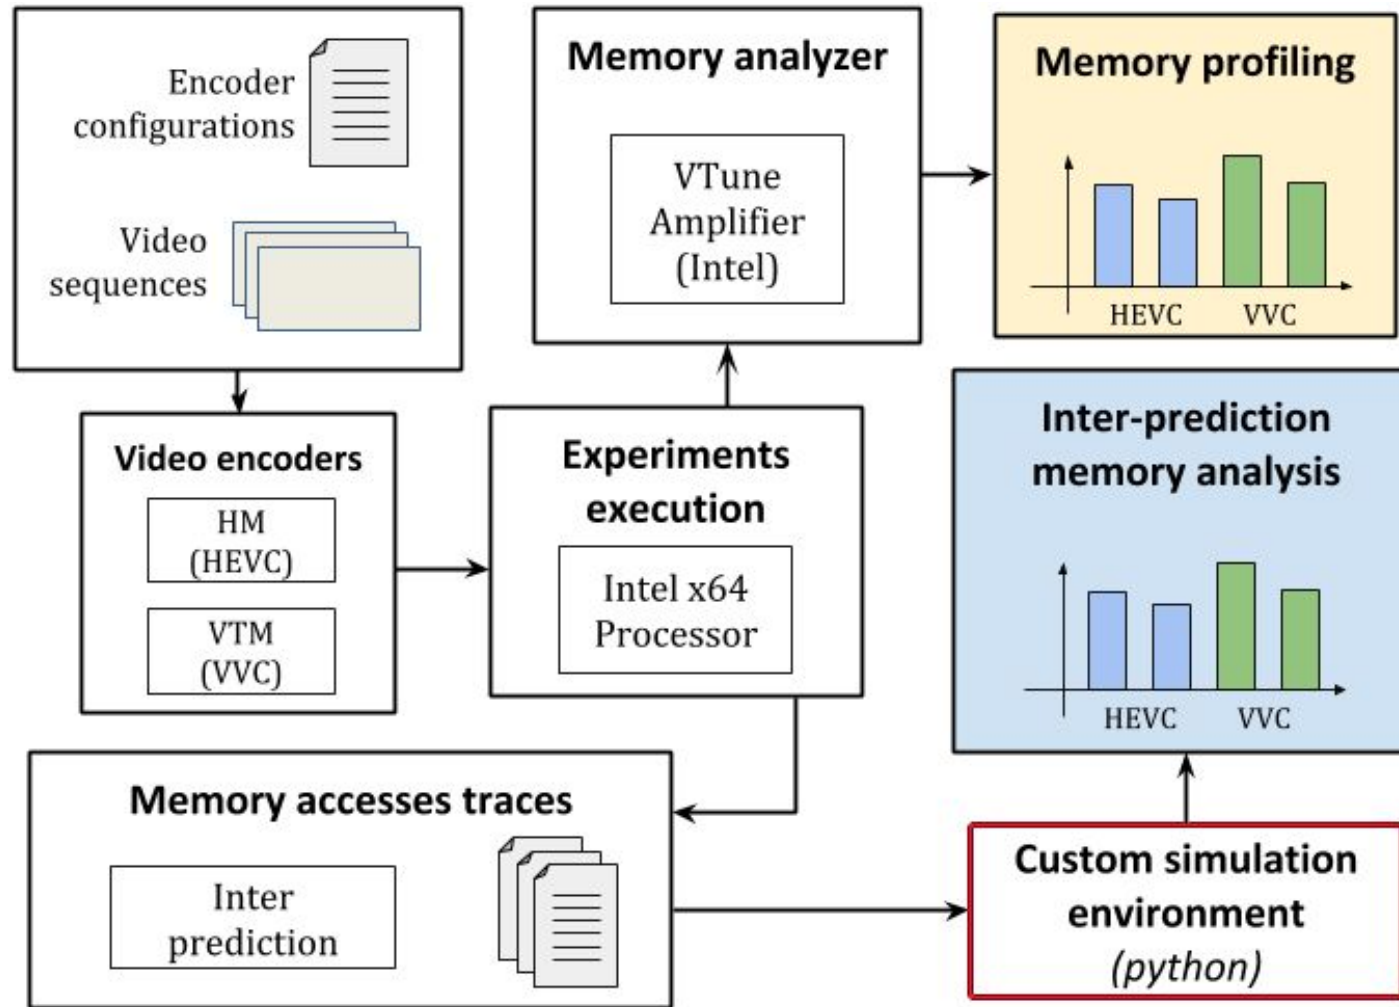 Encoder
configurations
Video
sequences
Memory analyzer
VTune
Amplifier
(Intel)
Memory profiling
HEVC VVC
Video encoders
HM
(HEVC)
VTM
(VVC)
Experiments
execution
Intel x64
Processor
Inter-prediction
memory analysis
HEVC VVC
Memory accesses traces
Inter
prediction
Custom simulation
environment
(python)